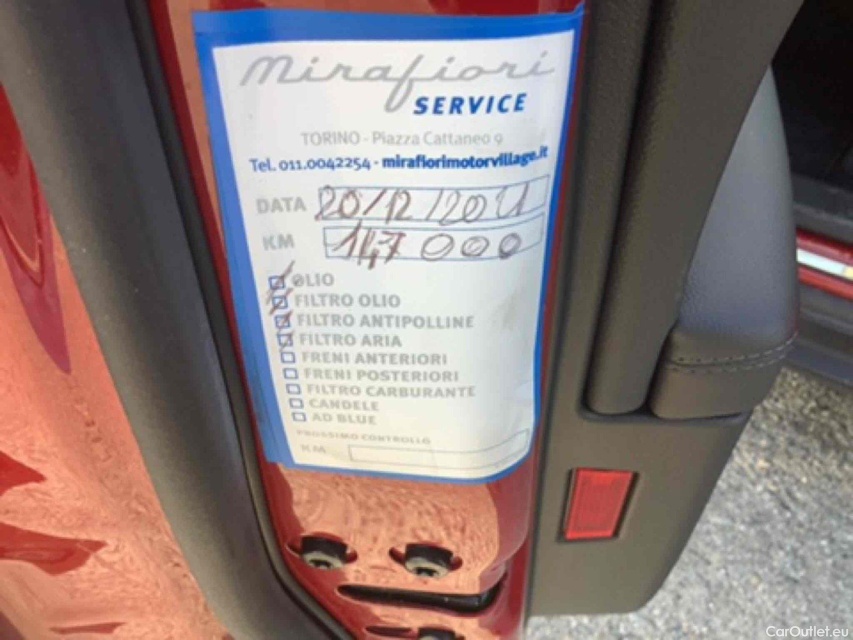 mirafiori
SERVICE
TORINO - Piazza Cattaneo 9
Tel. 011.0042254 - mirafiorimotorvillage.it
DATA 20/12/2021
KM 147000
OLIO
FILTRO OLIO
FILTRO ANTIPOLLINE
FILTRO ARIA
FRENI ANTERIORI
FRENI POSTERIORI
FILTRO CARBURANTE
CANDELE
AD BLUE
PROSSIMO CONTROLLO
KM
CarOutlet.eu